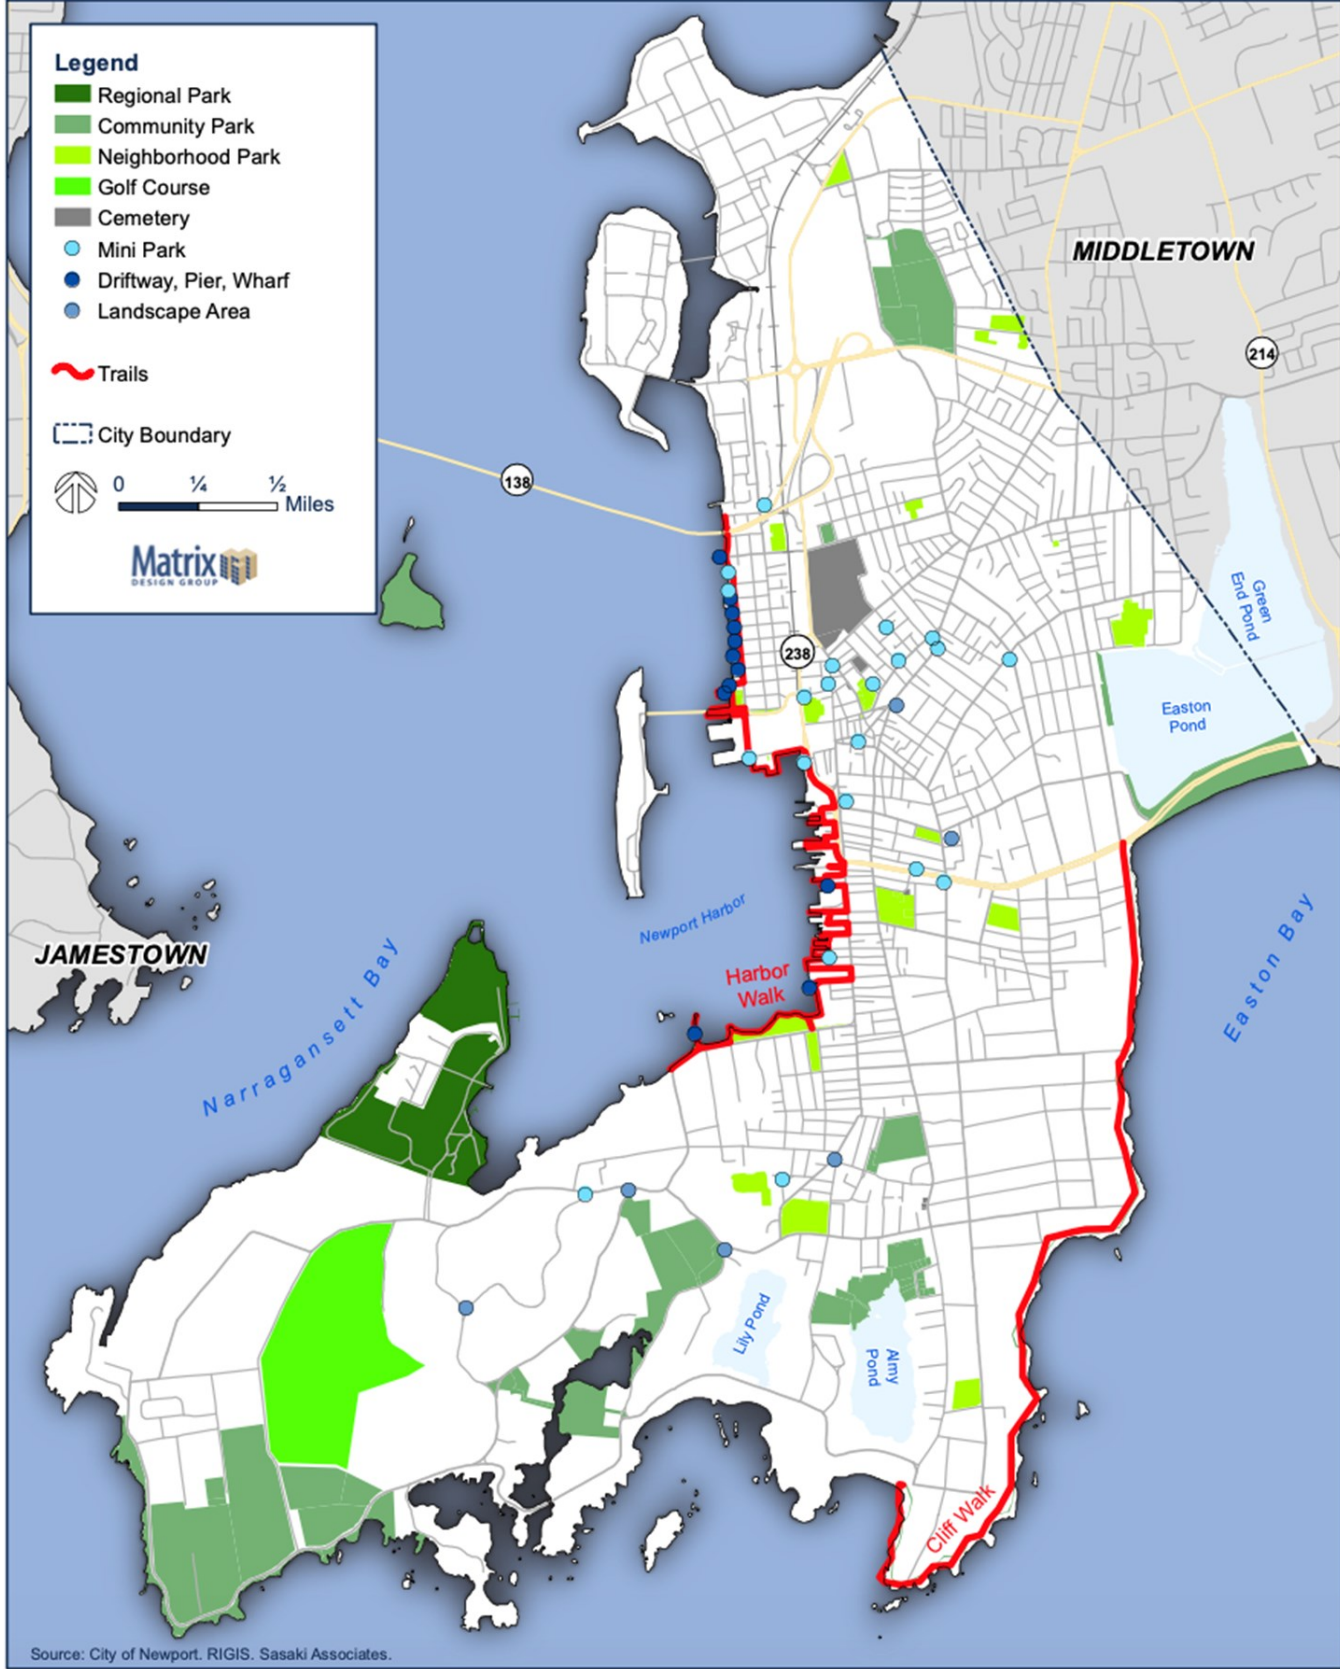 Legend
Regional Park
Community Park
Neighborhood Park
Golf Course
Cemetery
Mini Park
Driftway, Pier, Wharf
Landscape Area
Trails
City Boundary
0 ¼ ½
Miles
Matrix
DESIGN GROUP
MIDDLETOWN
214
138
Green
End Pond
238
Easton
Pond
Newport Harbor
JAMESTOWN
Harbor
Walk
Narragansett Bay
Easton Bay
Lily Pond
Almy
Pond
Cliff Walk
Source: City of Newport. RIGIS. Sasaki Associates.